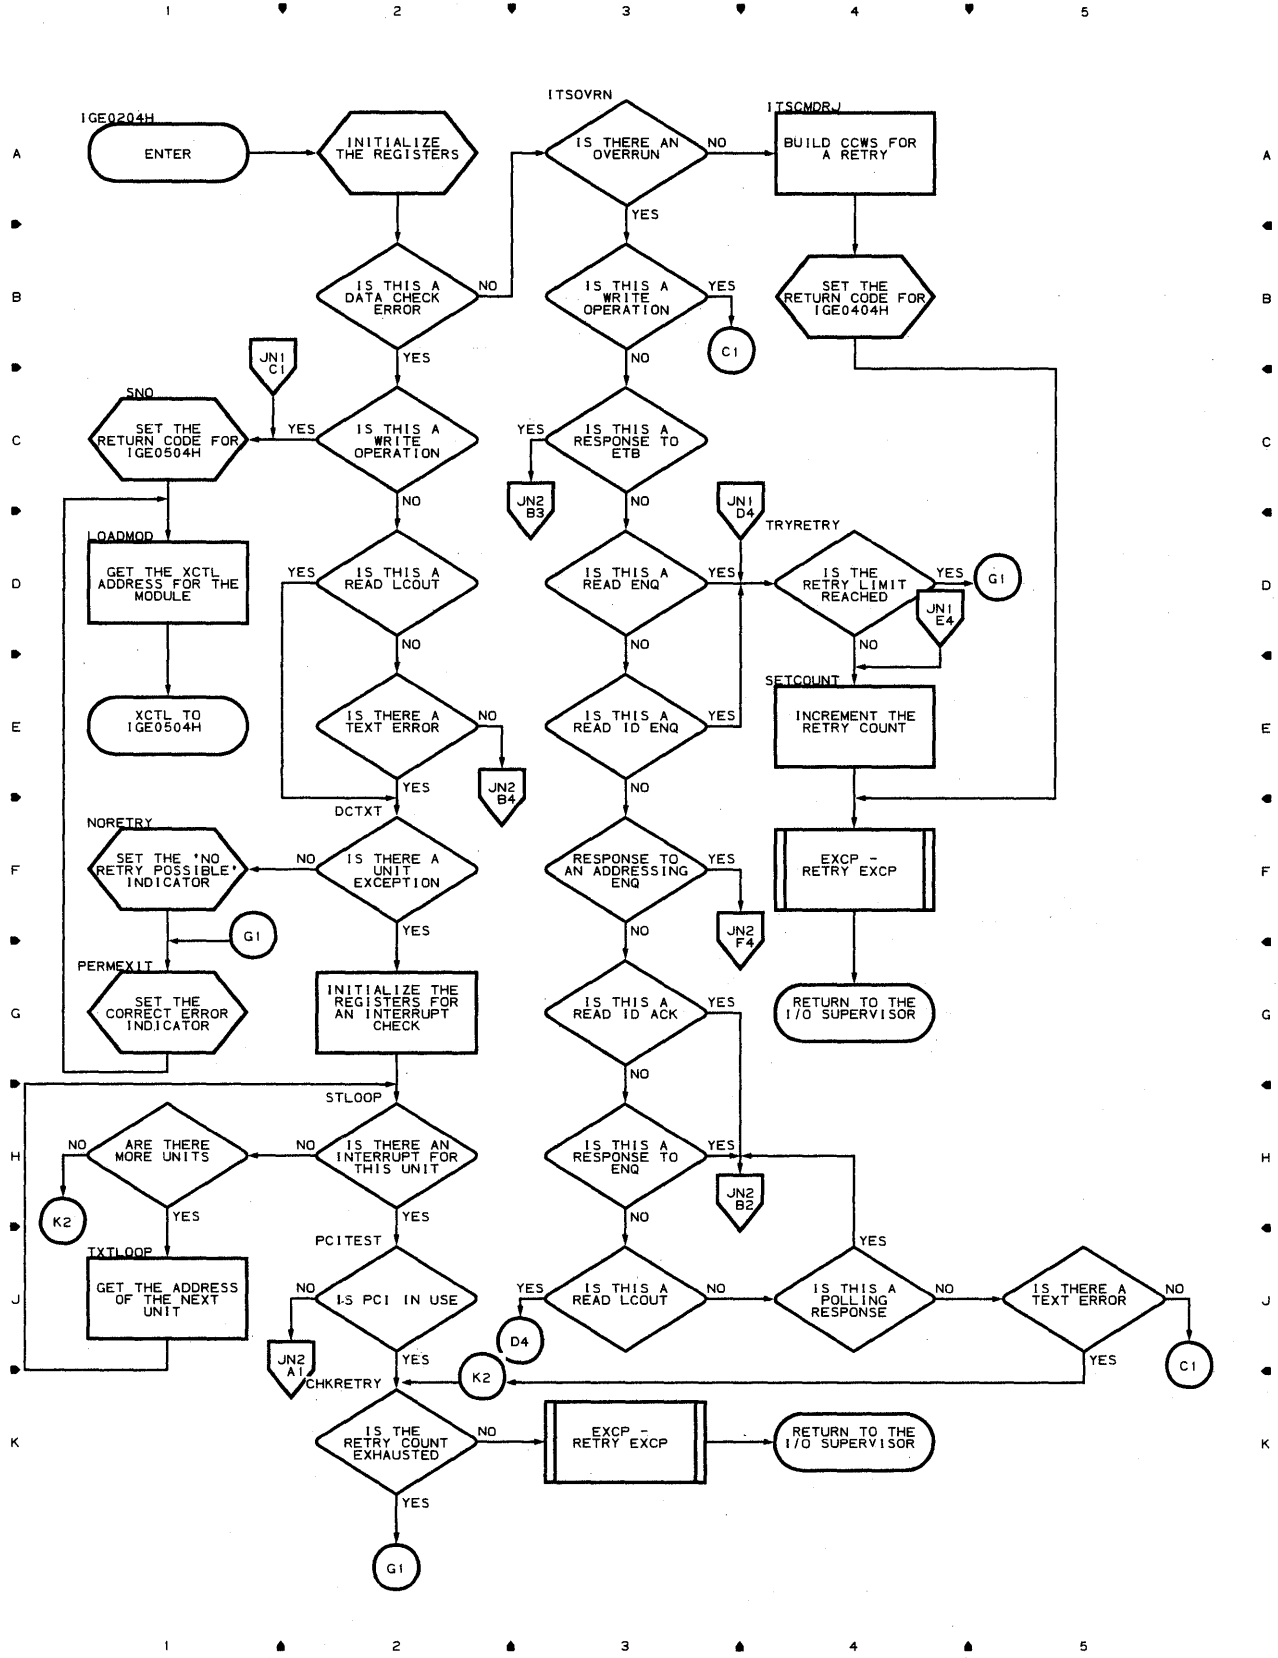 1 2 3 4 5
ITSOVRN
IGE0204H
ITSCMDRJ
A
ENTER
INITIALIZE
THE REGISTERS
IS THERE AN
OVERRUN
NO
BUILD CCWS FOR
A RETRY
A
YES
B
IS THIS A
DATA CHECK
ERROR
NO
IS THIS A
WRITE
OPERATION
YES
SET THE
RETURN CODE FOR
IGE0404H
B
C1
JN1
C1
YES
NO
SNO
C
SET THE
RETURN CODE FOR
IGE0504H
YES
IS THIS A
WRITE
OPERATION
YES
IS THIS A
RESPONSE TO
ETB
C
NO
JN2
B3
NO
JN1
D4
TRYRETRY
LOADMOD
D
GET THE XCTL
ADDRESS FOR THE
MODULE
YES
IS THIS A
READ LCOUT
IS THIS A
READ ENQ
YES
IS THE
RETRY LIMIT
REACHED
YES
G1
D
JN1
E4
NO
NO
NO
SETCOUNT
E
XCTL TO
IGE0504H
IS THERE A
TEXT ERROR
NO
IS THIS A
READ ID ENQ
YES
INCREMENT THE
RETRY COUNT
E
YES
JN2
B4
NO
DCTXT
NORETRY
F
SET THE 'NO
RETRY POSSIBLE'
INDICATOR
NO
IS THERE A
UNIT
EXCEPTION
RESPONSE TO
AN ADDRESSING
ENQ
YES
EXCP -
RETRY EXCP
F
G1
YES
NO
JN2
F4
PERMEXIT
G
SET THE
CORRECT ERROR
INDICATOR
INITIALIZE THE
REGISTERS FOR
AN INTERRUPT
CHECK
IS THIS A
READ ID ACK
YES
RETURN TO THE
I/O SUPERVISOR
G
NO
STLOOP
H
NO
ARE THERE
MORE UNITS
NO
IS THERE AN
INTERRUPT FOR
THIS UNIT
IS THIS A
RESPONSE TO
ENQ
YES
H
JN2
B2
K2
YES
YES
NO
TXTLOOP
PCITEST
YES
J
GET THE ADDRESS
OF THE NEXT
UNIT
NO
IS PCI IN USE
YES
IS THIS A
READ LCOUT
NO
IS THIS A
POLLING
RESPONSE
NO
IS THERE A
TEXT ERROR
NO
J
D4
JN2
A1
YES
K2
YES
C1
CHKRETRY
K
IS THE
RETRY COUNT
EXHAUSTED
NO
EXCP -
RETRY EXCP
RETURN TO THE
I/O SUPERVISOR
K
YES
G1
1 2 3 4 5